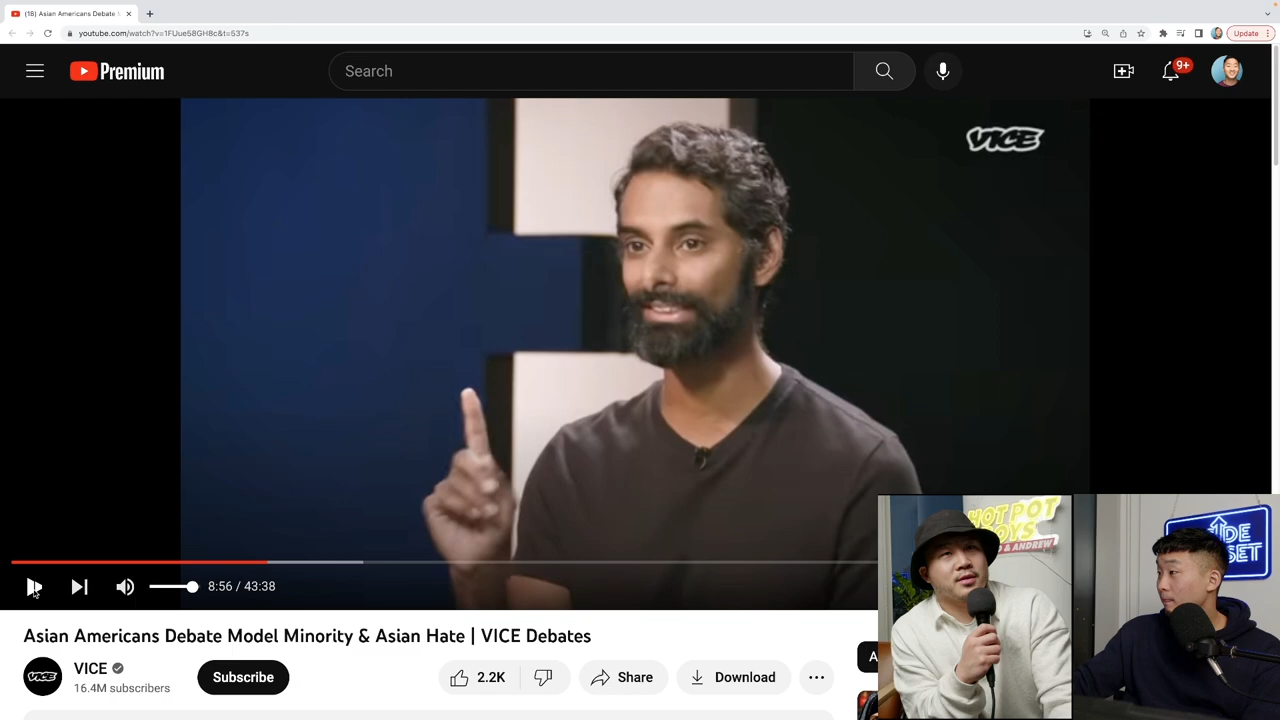 (18) Asian Americans Debate
youtube.com/watch?v=1FUue58GH8c&t=537s
Update
Premium
Search
9+
VICE
HOT POT
BOYS
& ANDREW
8:56 / 43:38
Asian Americans Debate Model Minority & Asian Hate | VICE Debates
VICE
16.4M subscribers
Subscribe
2.2K
Share
Download